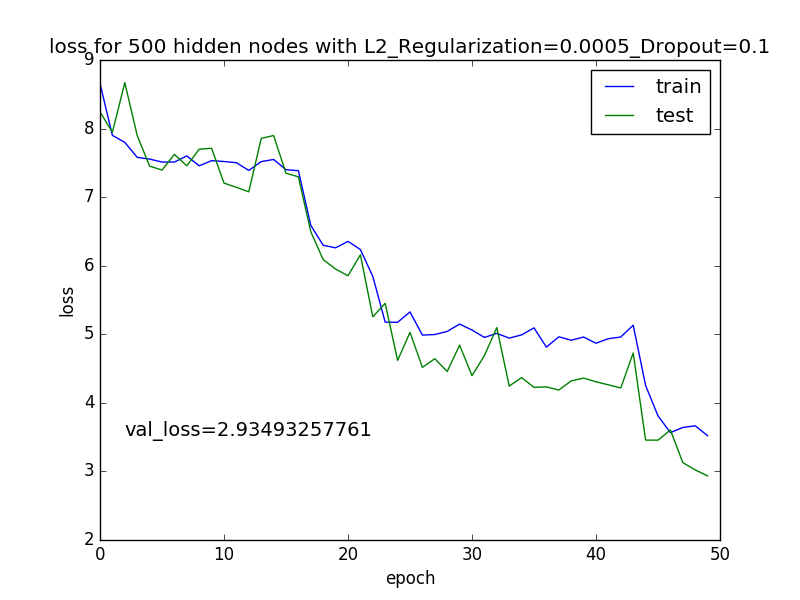 loss for 500 hidden nodes with L2_Regularization=0.0005_Dropout=0.1
9
8
7
6
5
4
3
2
loss
train
test
val_loss=2.93493257761
0 10 20 30 40 50
epoch